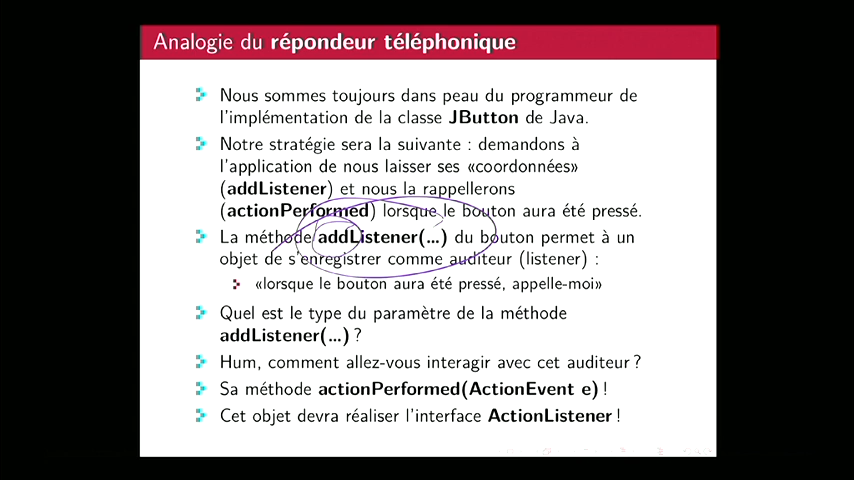 Analogie du répondeur téléphonique
Nous sommes toujours dans peau du programmeur de
l'implémentation de la classe JButton de Java.
Notre stratégie sera la suivante : demandons à
l'application de nous laisser ses «coordonnées»
(addListener) et nous la rappellerons
(actionPerformed) lorsque le bouton aura été pressé.
La méthode addListener(...) du bouton permet à un
objet de s'enregistrer comme auditeur (listener) :
«lorsque le bouton aura été pressé, appelle-moi»
Quel est le type du paramètre de la méthode
addListener(...) ?
Hum, comment allez-vous interagir avec cet auditeur ?
Sa méthode actionPerformed(ActionEvent e) !
Cet objet devra réaliser l'interface ActionListener !